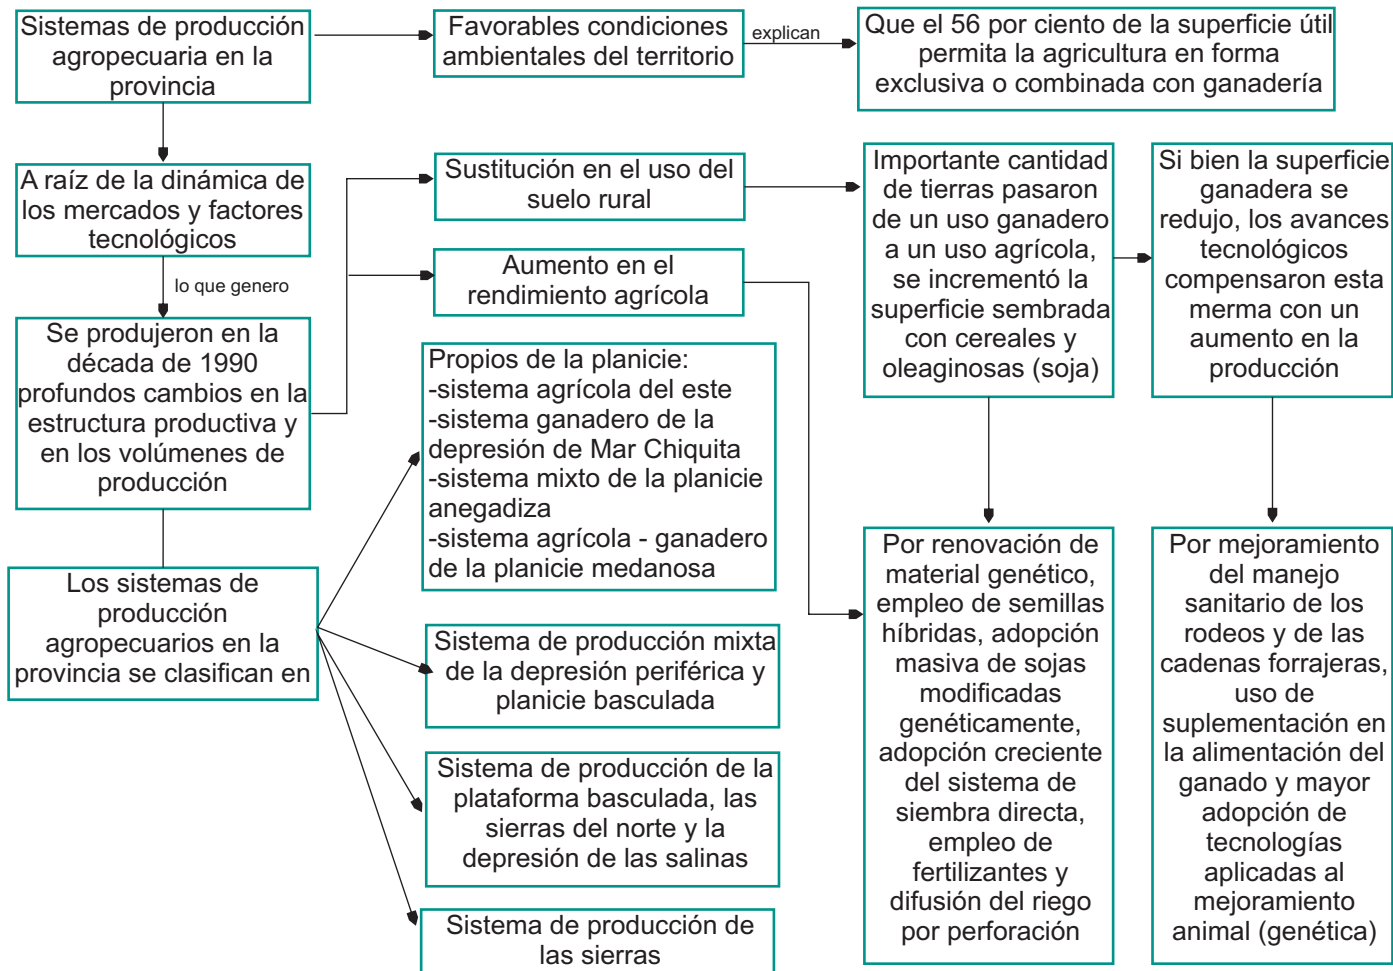 Sistemas de producción
agropecuaria en la
provincia
Favorables condiciones
ambientales del territorio
explican
Que el 56 por ciento de la superficie útil
permita la agricultura en forma
exclusiva o combinada con ganadería
A raíz de la dinámica de
los mercados y factores
tecnológicos
lo que genero
Se produjeron en la
década de 1990
profundos cambios en la
estructura productiva y
en los volúmenes de
producción
Sustitución en el uso del
suelo rural
Aumento en el
rendimiento agrícola
Importante cantidad
de tierras pasaron
de un uso ganadero
a un uso agrícola,
se incrementó la
superficie sembrada
con cereales y
oleaginosas (soja)
Si bien la superficie
ganadera se
redujo, los avances
tecnológicos
compensaron esta
merma con un
aumento en la
producción
Los sistemas de
producción
agropecuarios en la
provincia se clasifican en
Propios de la planicie:
-sistema agrícola del este
-sistema ganadero de la
depresión de Mar Chiquita
-sistema mixto de la planicie
anegadiza
-sistema agrícola - ganadero
de la planicie medanosa
Sistema de producción mixta
de la depresión periférica y
planicie basculada
Sistema de producción de la
plataforma basculada, las
sierras del norte y la
depresión de las salinas
Sistema de producción de
las sierras
Por renovación de
material genético,
empleo de semillas
híbridas, adopción
masiva de sojas
modificadas
genéticamente,
adopción creciente
del sistema de
siembra directa,
empleo de
fertilizantes y
difusión del riego
por perforación
Por mejoramiento
del manejo
sanitario de los
rodeos y de las
cadenas forrajeras,
uso de
suplementación en
la alimentación del
ganado y mayor
adopción de
tecnologías
aplicadas al
mejoramiento
animal (genética)